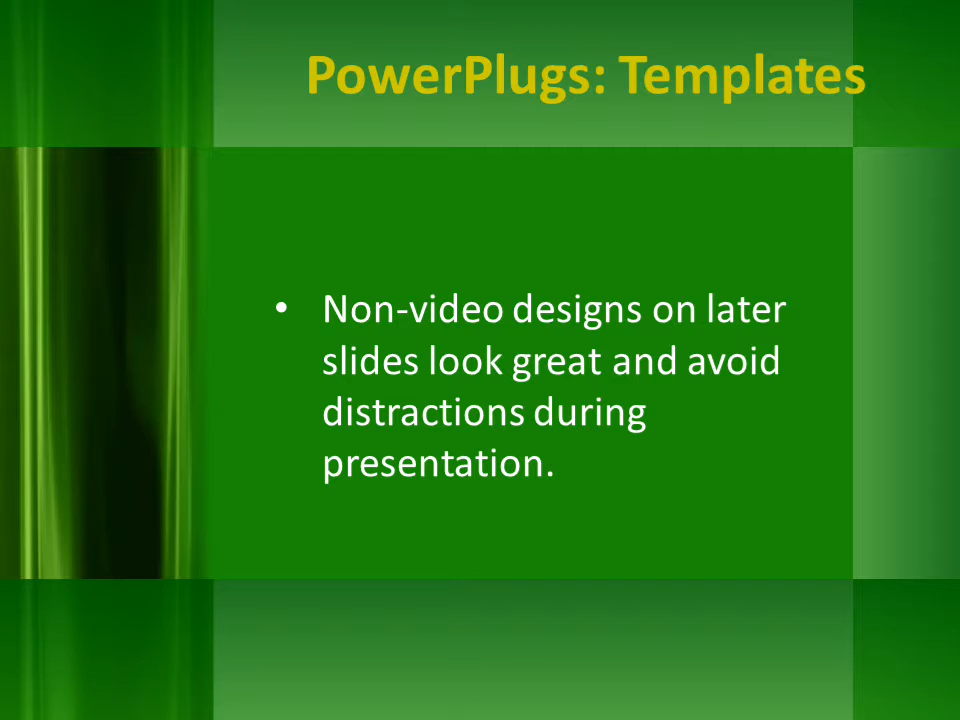 PowerPlugs: Templates
• Non-video designs on later
slides look great and avoid
distractions during
presentation.